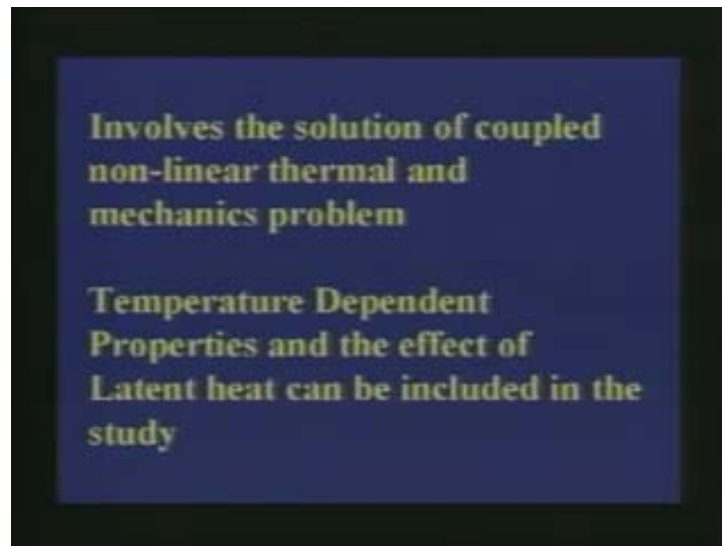 Involves the solution of coupled
non-linear thermal and
mechanics problem
Temperature Dependent
Properties and the effect of
Latent heat can be included in the
study